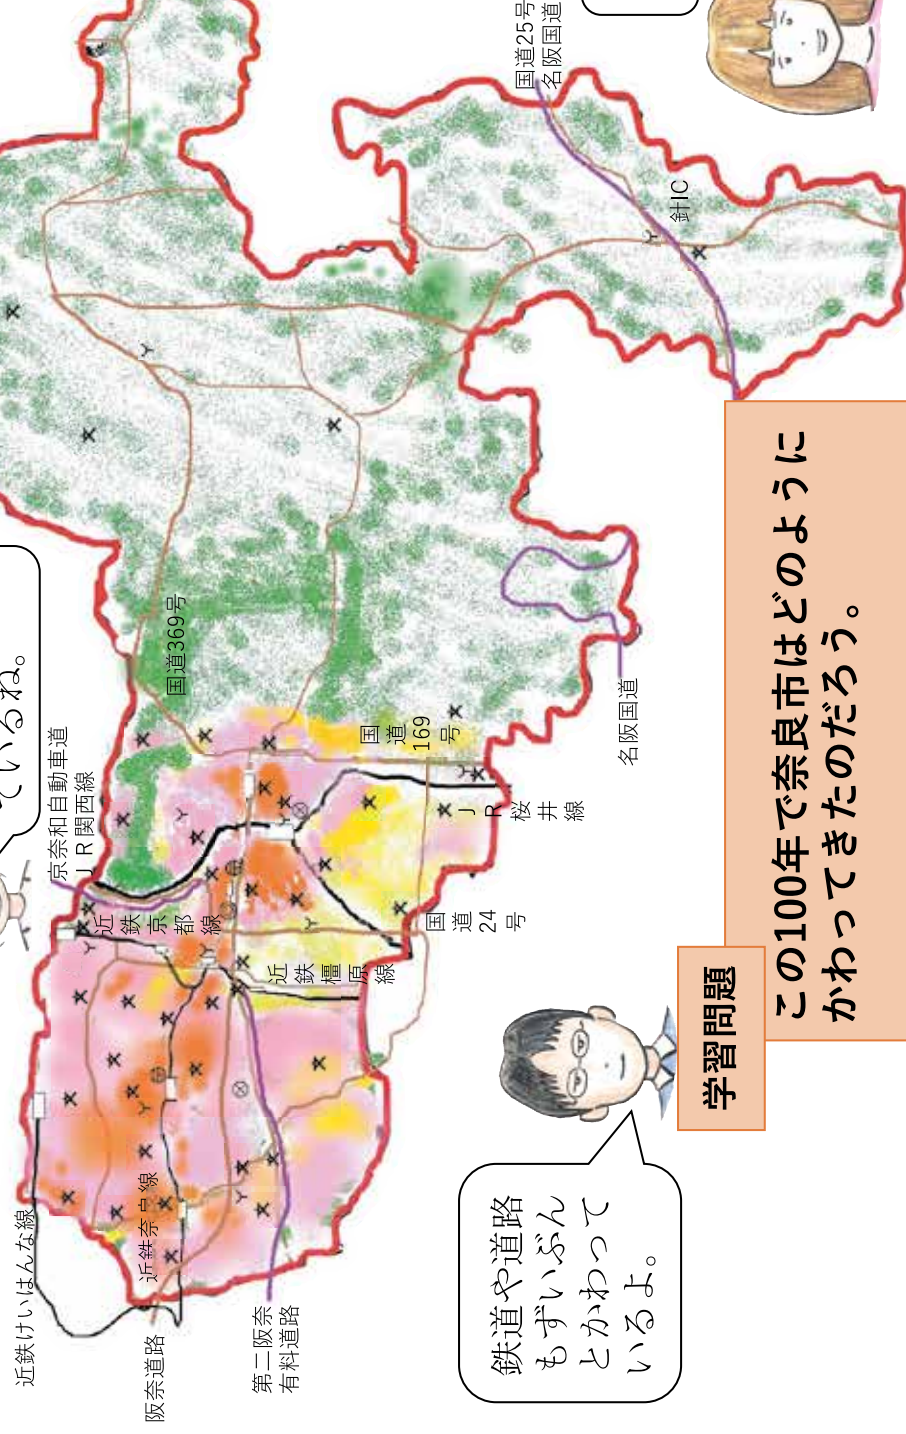 ているね。
国道25号
名阪国道
針IC
国道369号
京奈和自動車道
ＪＲ関西線
国道169号
名阪国道
ＪＲ桜井線
近鉄京都線
国道24号
近鉄橿原線
近鉄けいはんな線
近鉄奈良線
阪奈道路
第二阪奈
有料道路
鉄道や道路
もずいぶん
とかわって
いるよ。
学習問題
この100年で奈良市はどのように
かわってきたのだろう。